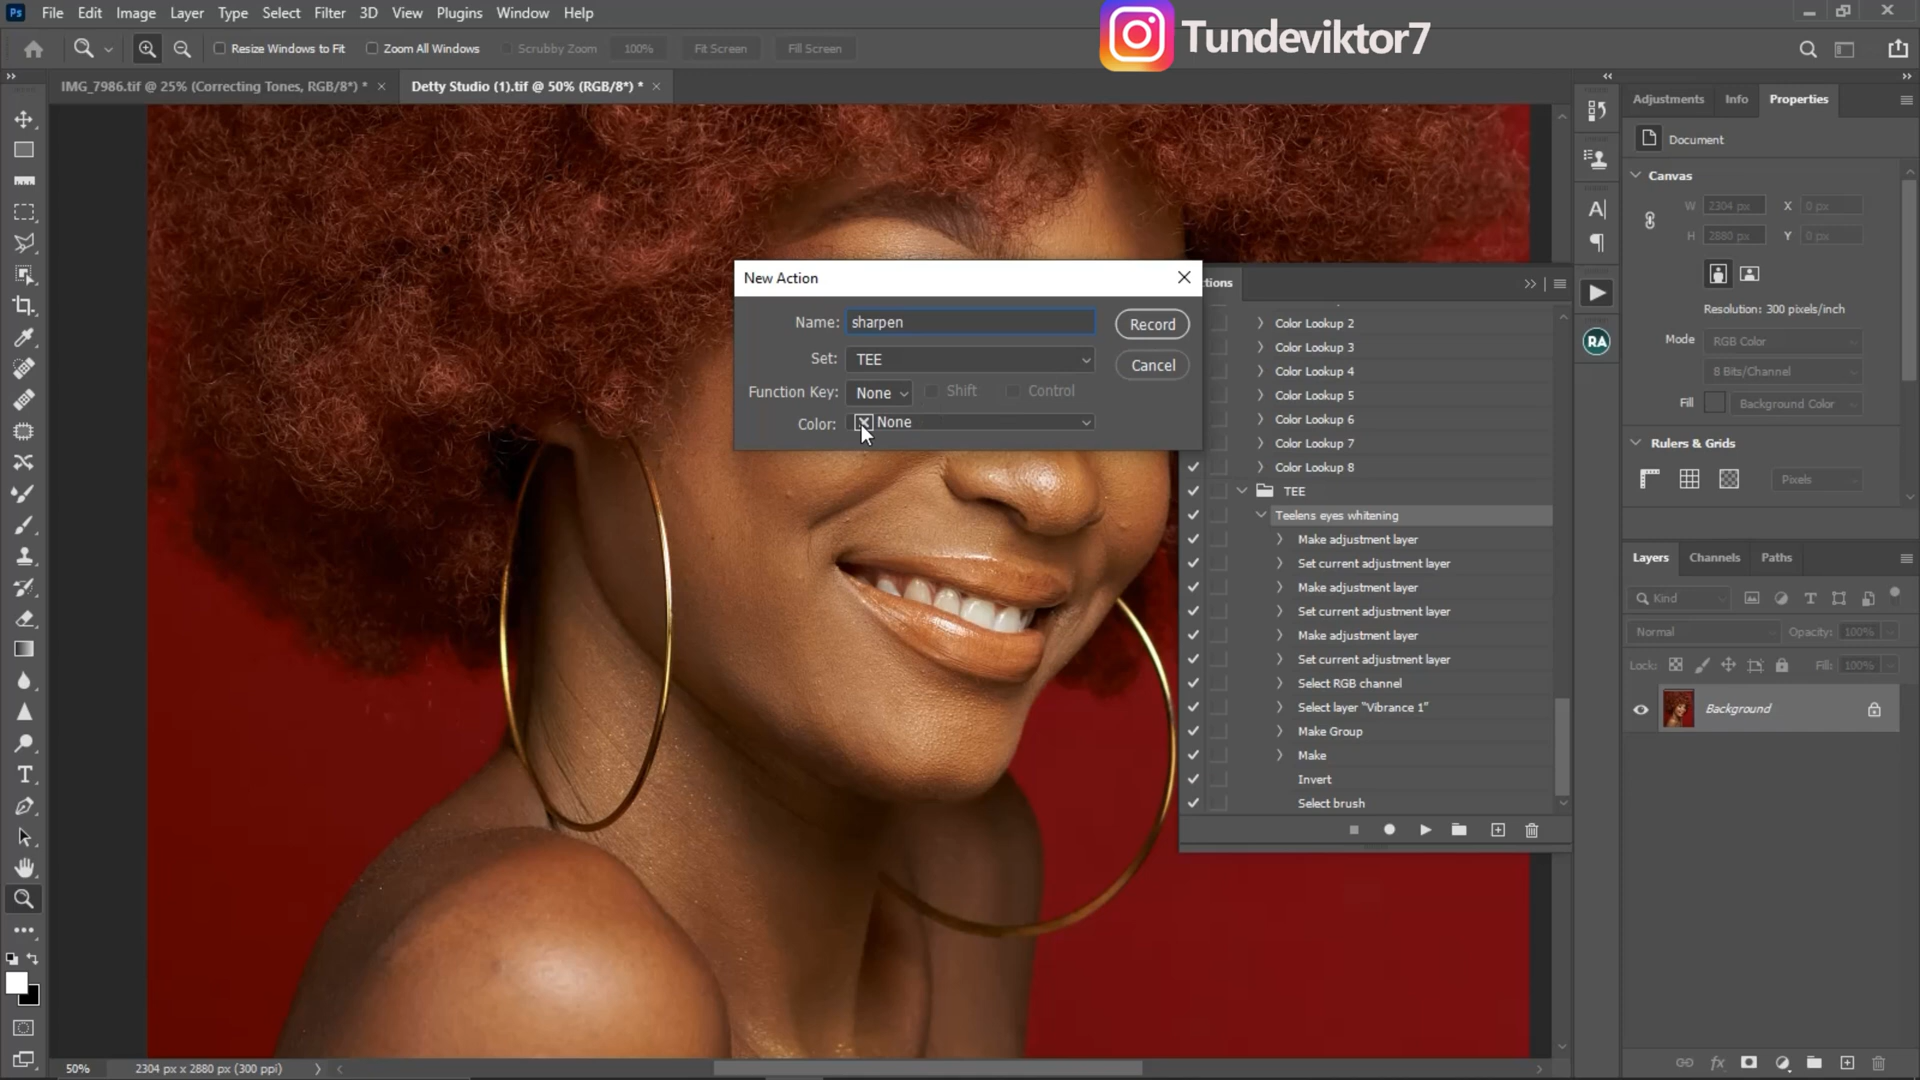 Ps File Edit Image Layer Type Select Filter 3D View Plugins Window Help
Tundeviktor7
Resize Windows to Fit Zoom All Windows Scrubby Zoom 100% Fit Screen Fill Screen
IMG_7986.tif @ 25% (Correcting Tones, RGB/8*) * Detty Studio (1).tif @ 50% (RGB/8*) *
New Action
Name: sharpen
Record
Set: TEE
Cancel
Function Key: None Shift Control
Color: None
tions
Color Lookup 2
Color Lookup 3
Color Lookup 4
Color Lookup 5
Color Lookup 6
Color Lookup 7
Color Lookup 8
TEE
Teelens eyes whitening
Make adjustment layer
Set current adjustment layer
Make adjustment layer
Set current adjustment layer
Make adjustment layer
Set current adjustment layer
Select RGB channel
Select layer "Vibrance 1"
Make Group
Make
Invert
Select brush
RA
Adjustments Info Properties
Document
Canvas
W 2304 px X 0 px
H 2880 px Y 0 px
Resolution: 300 pixels/inch
Mode RGB Color
8 Bits/Channel
Fill Background Color
Rulers & Grids
Pixels
Layers Channels Paths
Kind
Normal Opacity: 100%
Lock: Fill: 100%
Background
fx
50% 2304 px x 2880 px (300 ppi)